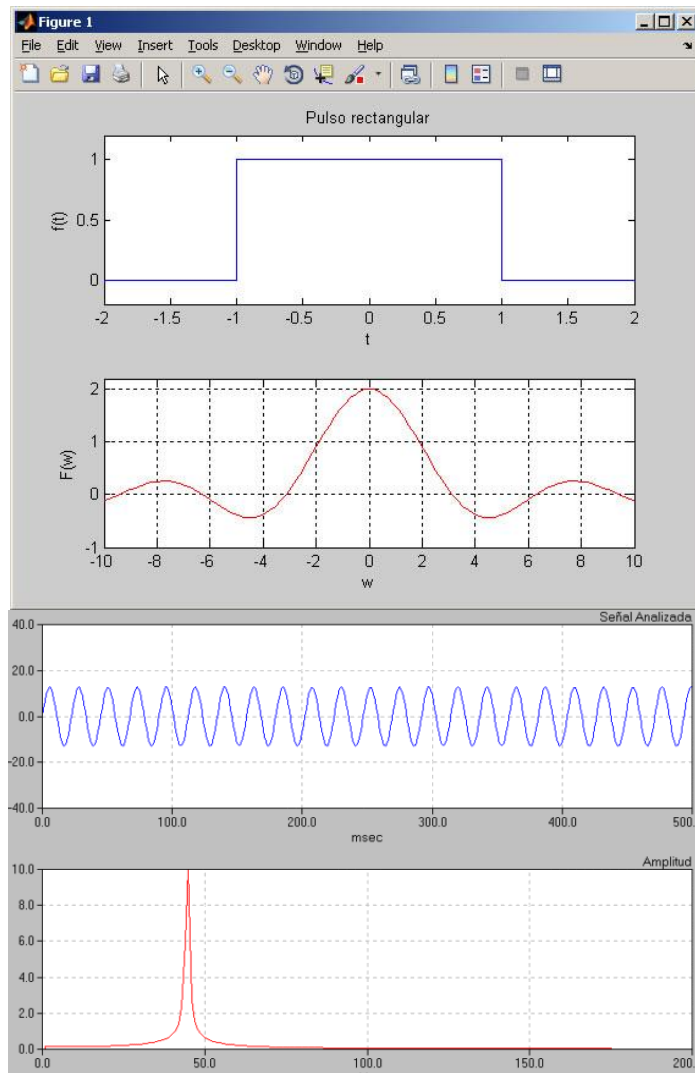 Figure 1
File Edit View Insert Tools Desktop Window Help
Pulso rectangular
1
0.5
0
f(t)
-2 -1.5 -1 -0.5 0 0.5 1 1.5 2
t
2
1
0
-1
F(w)
-10 -8 -6 -4 -2 0 2 4 6 8 10
w
Señal Analizada
40.0
20.0
0.0
-20.0
-40.0
0.0 100.0 200.0 300.0 400.0 500.
msec
Amplitud
10.0
8.0
6.0
4.0
2.0
0.0
0.0 50.0 100.0 150.0 200.